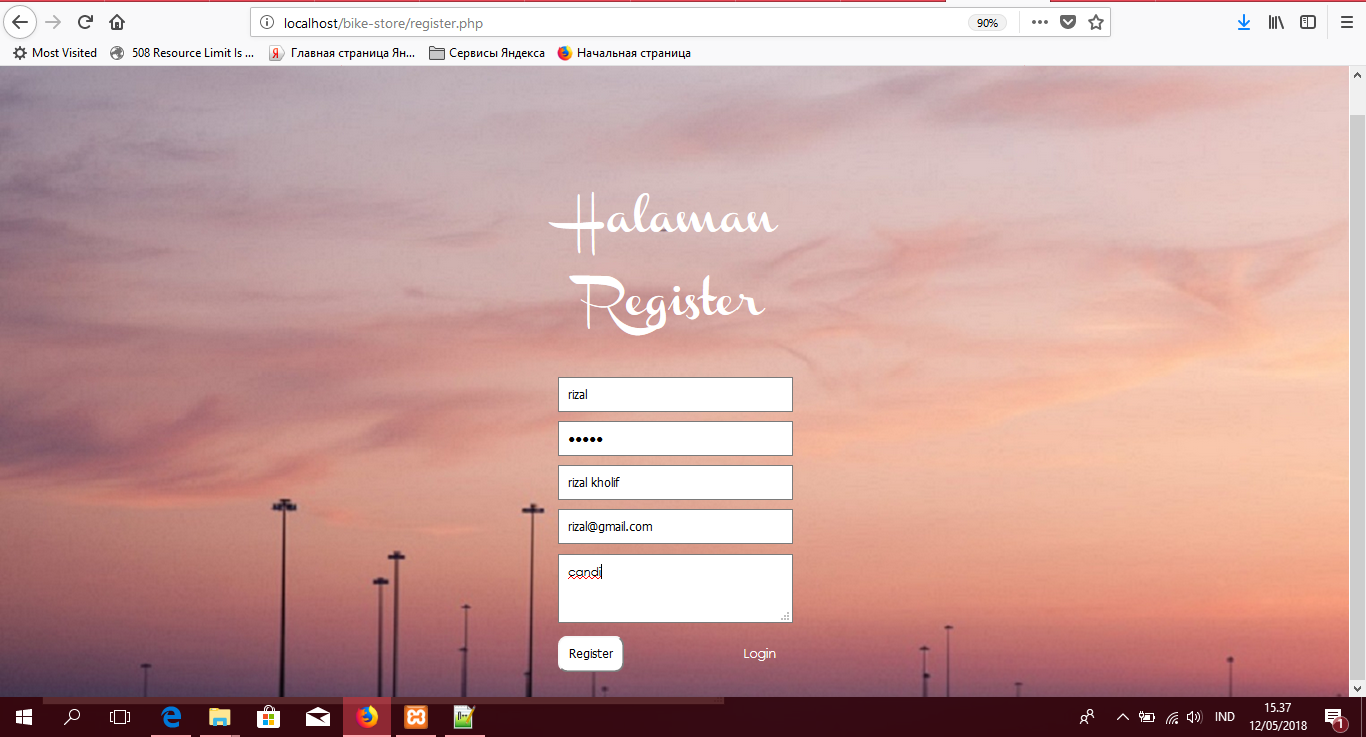 localhost/bike-store/register.php
90%
Most Visited
508 Resource Limit Is ...
Главная страница Ян...
Сервисы Яндекса
Начальная страница
Halaman
Register
rizal
•••••
rizal kholif
rizal@gmail.com
candi
Register
Login
IND
15.37
12/05/2018
1